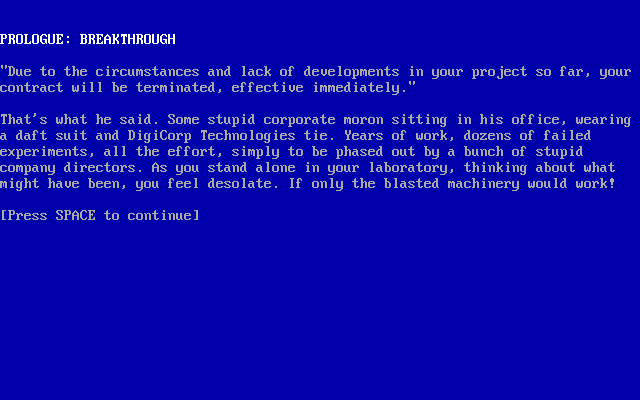 PROLOGUE: BREAKTHROUGH
"Due to the circumstances and lack of developments in your project so far, your
contract will be terminated, effective immediately."
That's what he said. Some stupid corporate moron sitting in his office, wearing
a daft suit and DigiCorp Technologies tie. Years of work, dozens of failed
experiments, all the effort, simply to be phased out by a bunch of stupid
company directors. As you stand alone in your laboratory, thinking about what
might have been, you feel desolate. If only the blasted machinery would work!
[Press SPACE to continue]